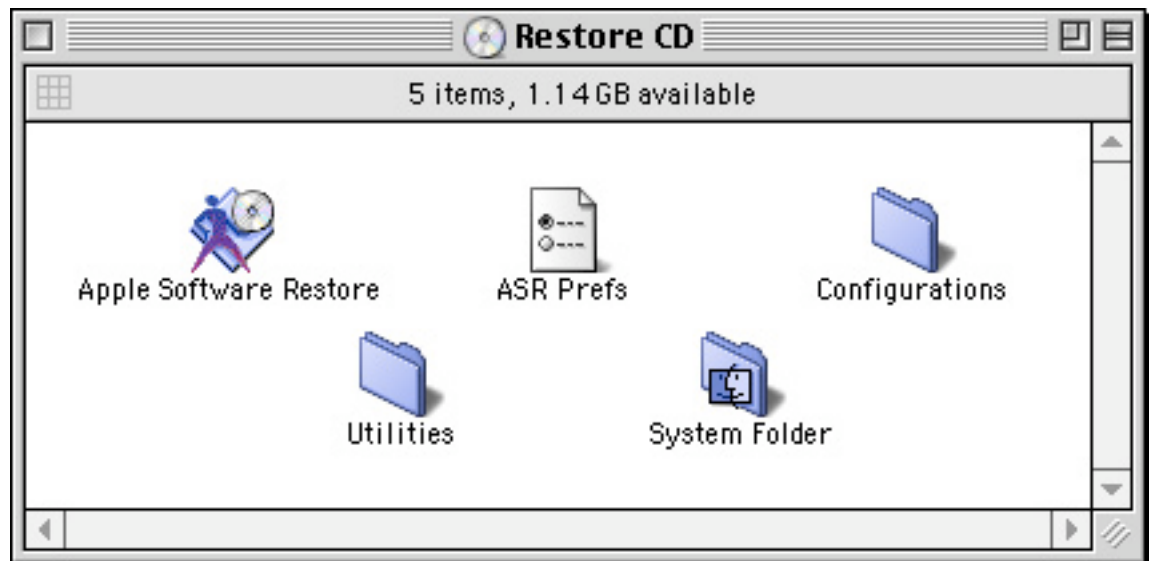 Restore CD
5 items, 1.14 GB available
Apple Software Restore
ASR Prefs
Configurations
Utilities
System Folder